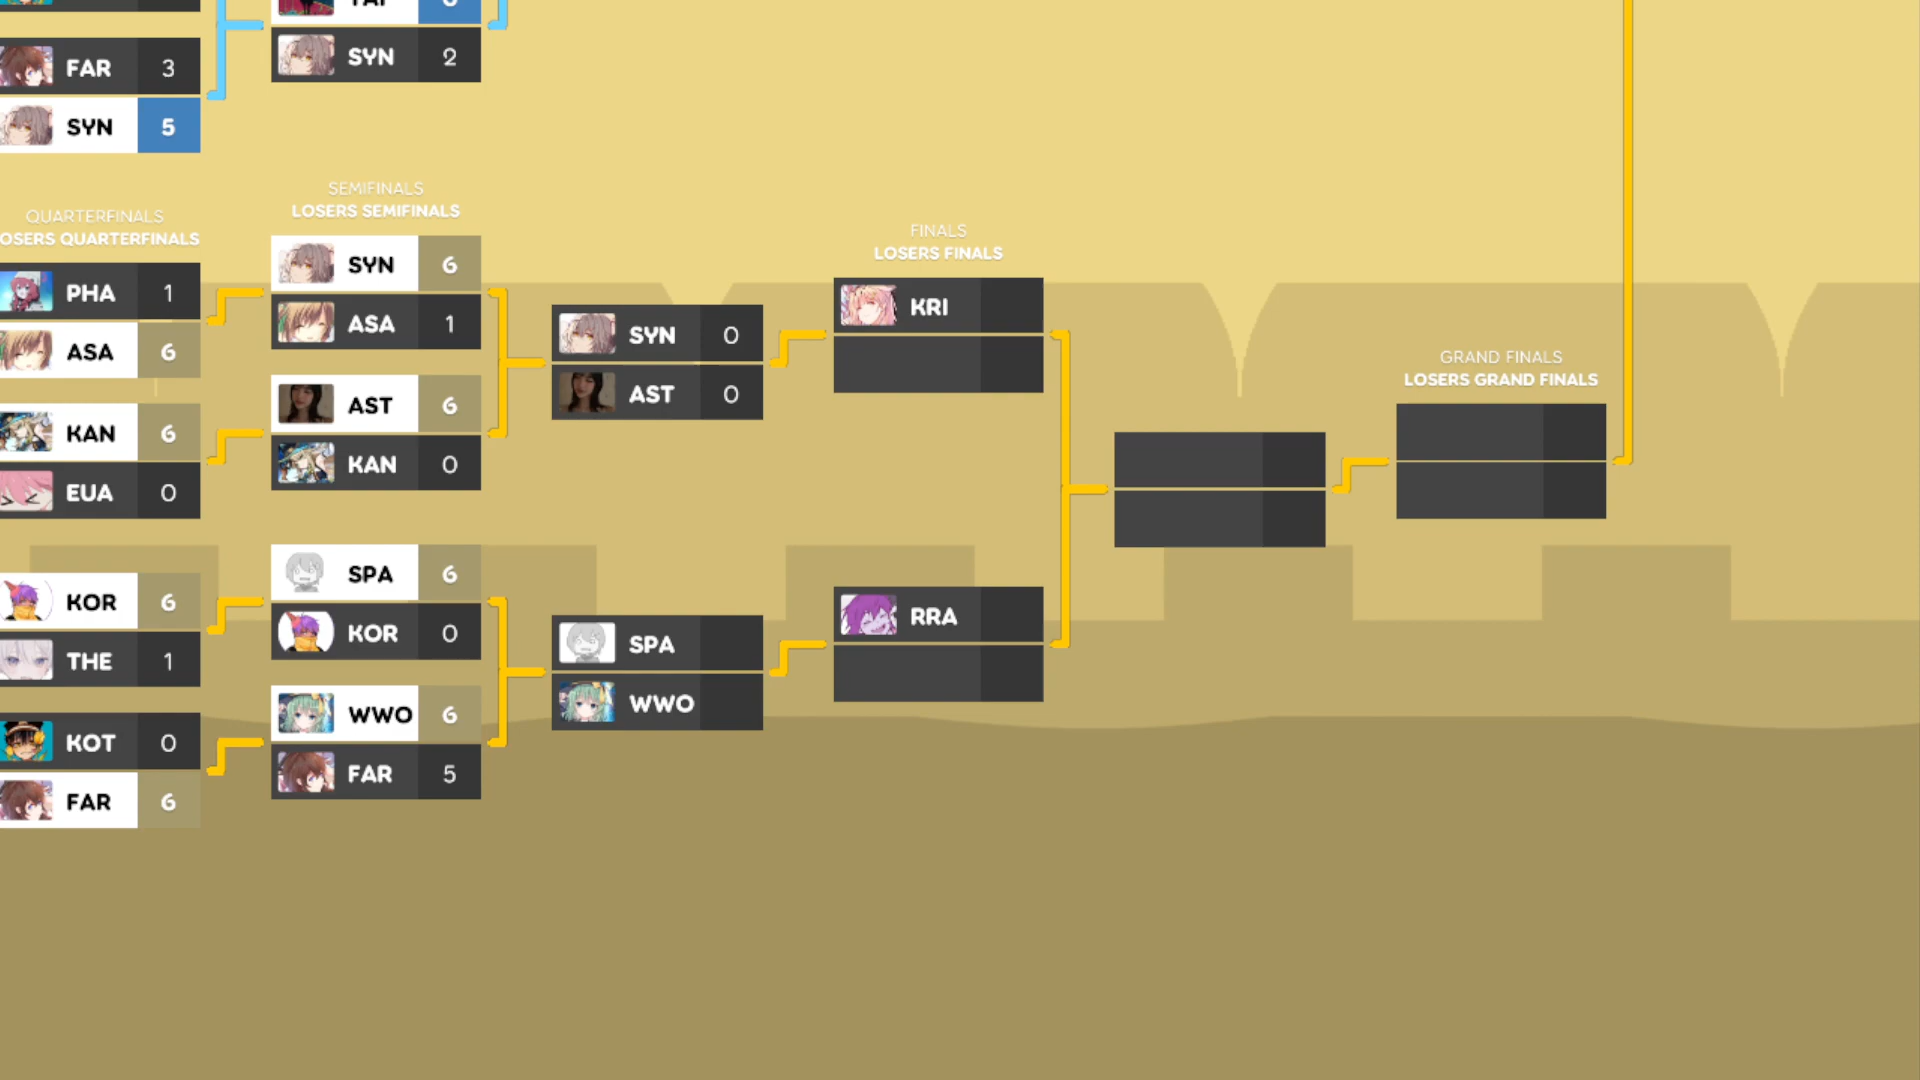 SYN 2
FAR 3
SYN 5
QUARTERFINALS
OSERS QUARTERFINALS
PHA 1
ASA 6
KAN 6
EUA 0
KOR 6
THE 1
KOT 0
FAR 6
SEMIFINALS
LOSERS SEMIFINALS
SYN 6
ASA 1
AST 6
KAN 0
SPA 6
KOR 0
WWO 6
FAR 5
SYN 0
AST 0
SPA
WWO
FINALS
LOSERS FINALS
KRI
RRA
GRAND FINALS
LOSERS GRAND FINALS